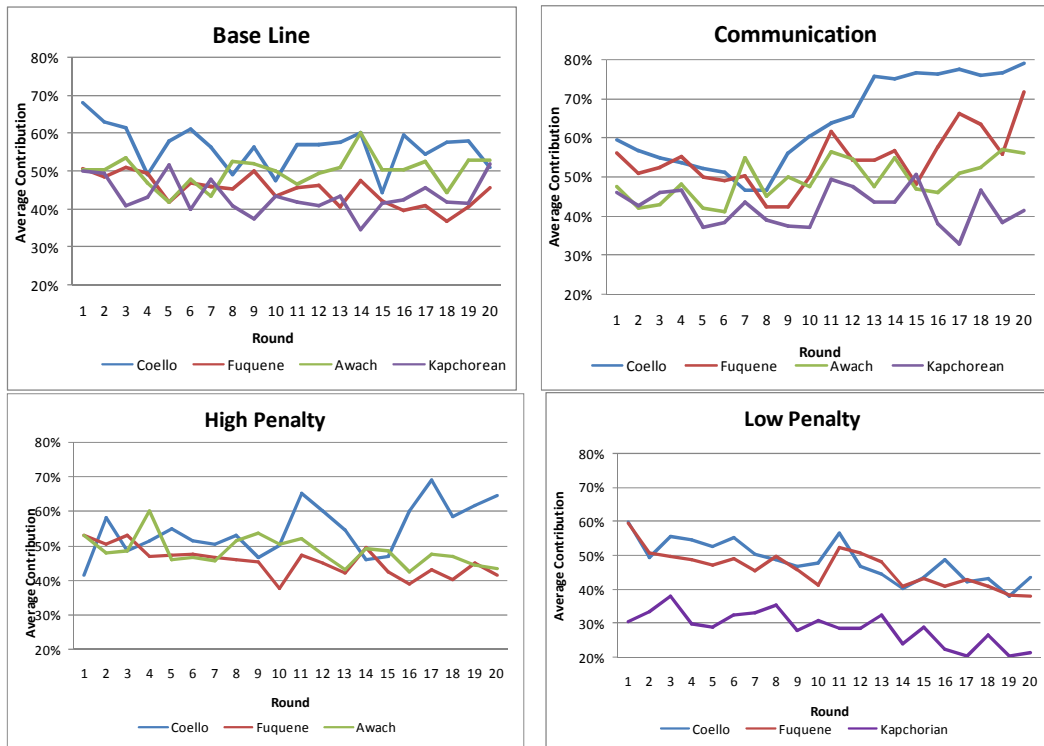 Base Line
Average Contribution
80%
70%
60%
50%
40%
30%
20%
1 2 3 4 5 6 7 8 9 10 11 12 13 14 15 16 17 18 19 20
Round
Coello Fuquene Awach Kapchorean
Communication
Average Contribution
80%
70%
60%
50%
40%
30%
20%
1 2 3 4 5 6 7 8 9 10 11 12 13 14 15 16 17 18 19 20
Round
Coello Fuquene Awach Kapchorean
High Penalty
Average Contribution
80%
70%
60%
50%
40%
30%
20%
1 2 3 4 5 6 7 8 9 10 11 12 13 14 15 16 17 18 19 20
Round
Coello Fuquene Awach
Low Penalty
Average Contribution
80%
70%
60%
50%
40%
30%
20%
1 2 3 4 5 6 7 8 9 10 11 12 13 14 15 16 17 18 19 20
Round
Coello Fuquene Kapchorian